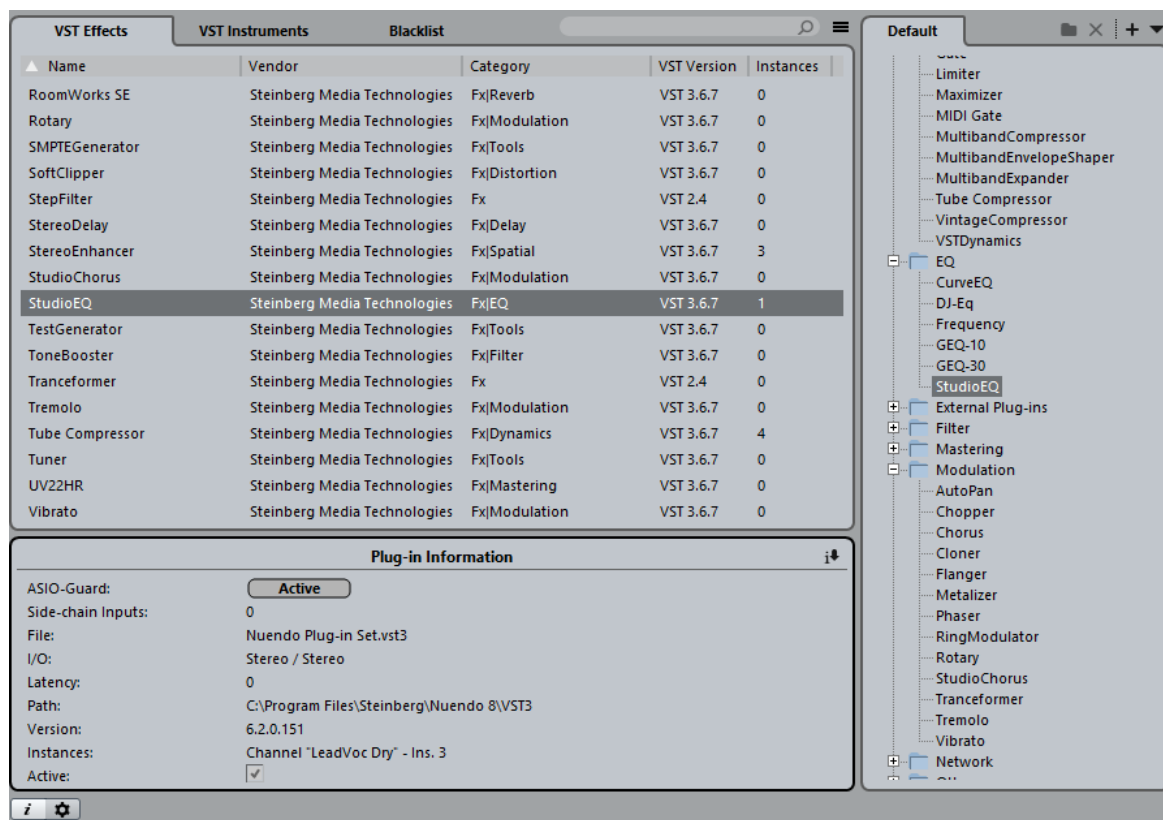 VST Effects VST Instruments Blacklist
Name Vendor Category VST Version Instances
RoomWorks SE Steinberg Media Technologies Fx|Reverb VST 3.6.7 0
Rotary Steinberg Media Technologies Fx|Modulation VST 3.6.7 0
SMPTEGenerator Steinberg Media Technologies Fx|Tools VST 3.6.7 0
SoftClipper Steinberg Media Technologies Fx|Distortion VST 3.6.7 0
StepFilter Steinberg Media Technologies Fx VST 2.4 0
StereoDelay Steinberg Media Technologies Fx|Delay VST 3.6.7 0
StereoEnhancer Steinberg Media Technologies Fx|Spatial VST 3.6.7 3
StudioChorus Steinberg Media Technologies Fx|Modulation VST 3.6.7 0
StudioEQ Steinberg Media Technologies Fx|EQ VST 3.6.7 1
TestGenerator Steinberg Media Technologies Fx|Tools VST 3.6.7 0
ToneBooster Steinberg Media Technologies Fx|Filter VST 3.6.7 0
Tranceformer Steinberg Media Technologies Fx VST 2.4 0
Tremolo Steinberg Media Technologies Fx|Modulation VST 3.6.7 0
Tube Compressor Steinberg Media Technologies Fx|Dynamics VST 3.6.7 4
Tuner Steinberg Media Technologies Fx|Tools VST 3.6.7 0
UV22HR Steinberg Media Technologies Fx|Mastering VST 3.6.7 0
Vibrato Steinberg Media Technologies Fx|Modulation VST 3.6.7 0
Plug-in Information
i
ASIO-Guard: Active
Side-chain Inputs: 0
File: Nuendo Plug-in Set.vst3
I/O: Stereo / Stereo
Latency: 0
Path: C:\Program Files\Steinberg\Nuendo 8\VST3
Version: 6.2.0.151
Instances: Channel "LeadVoc Dry" - Ins. 3
Active:
i
Default
Limiter
Maximizer
MIDI Gate
MultibandCompressor
MultibandEnvelopeShaper
MultibandExpander
Tube Compressor
VintageCompressor
VSTDynamics
EQ
CurveEQ
DJ-Eq
Frequency
GEQ-10
GEQ-30
StudioEQ
External Plug-ins
Filter
Mastering
Modulation
AutoPan
Chopper
Chorus
Cloner
Flanger
Metalizer
Phaser
RingModulator
Rotary
StudioChorus
Tranceformer
Tremolo
Vibrato
Network